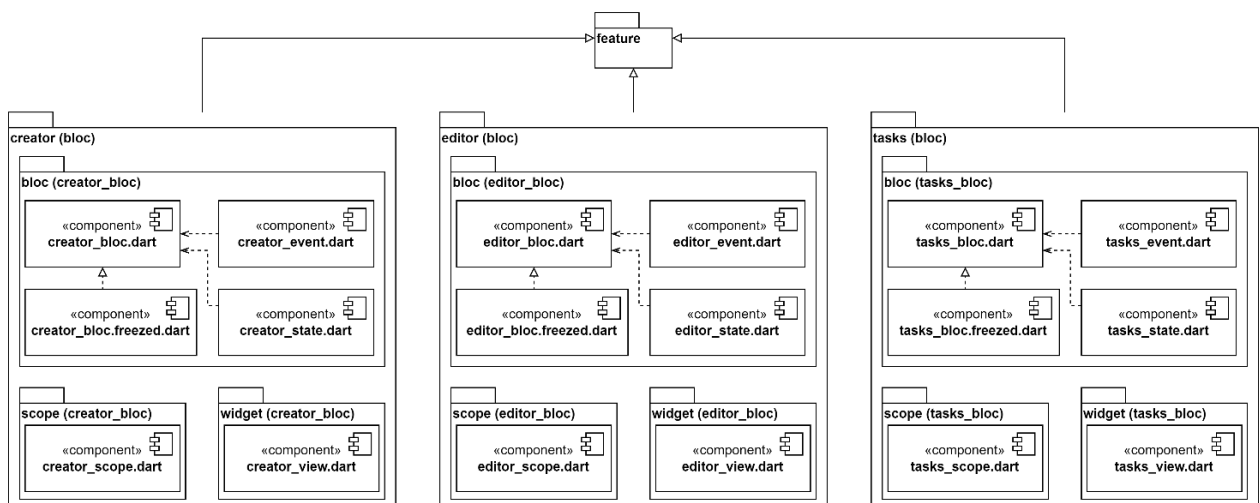 feature
creator (bloc)
bloc (creator_bloc)
«component»
creator_bloc.dart
«component»
creator_event.dart
«component»
creator_bloc.freezed.dart
«component»
creator_state.dart
scope (creator_bloc)
«component»
creator_scope.dart
widget (creator_bloc)
«component»
creator_view.dart
editor (bloc)
bloc (editor_bloc)
«component»
editor_bloc.dart
«component»
editor_event.dart
«component»
editor_bloc.freezed.dart
«component»
editor_state.dart
scope (editor_bloc)
«component»
editor_scope.dart
widget (editor_bloc)
«component»
editor_view.dart
tasks (bloc)
bloc (tasks_bloc)
«component»
tasks_bloc.dart
«component»
tasks_event.dart
«component»
tasks_bloc.freezed.dart
«component»
tasks_state.dart
scope (tasks_bloc)
«component»
tasks_scope.dart
widget (tasks_bloc)
«component»
tasks_view.dart